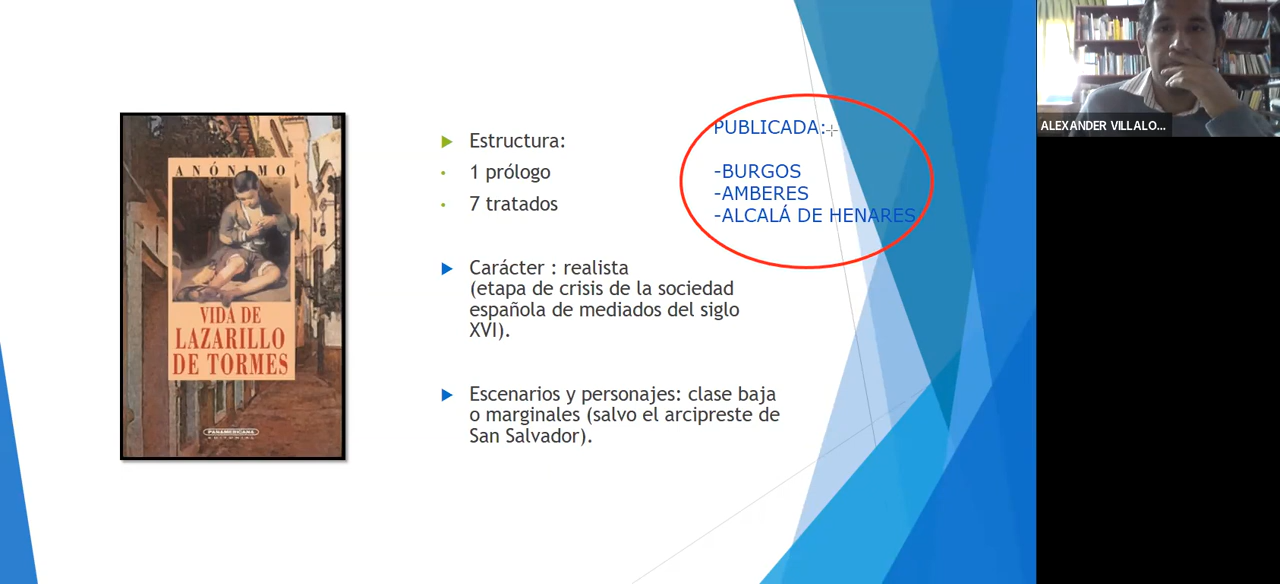 ANÓNIMO
VIDA DE
LAZARILLO
DE TORMES
PANAMERICANA
EDITORIAL
Estructura:
1 prólogo
7 tratados
Carácter : realista
(etapa de crisis de la sociedad
española de mediados del siglo
XVI).
Escenarios y personajes: clase baja
o marginales (salvo el arcipreste de
San Salvador).
PUBLICADA:
-BURGOS
-AMBERES
-ALCALÁ DE HENARES
ALEXANDER VILLALO...